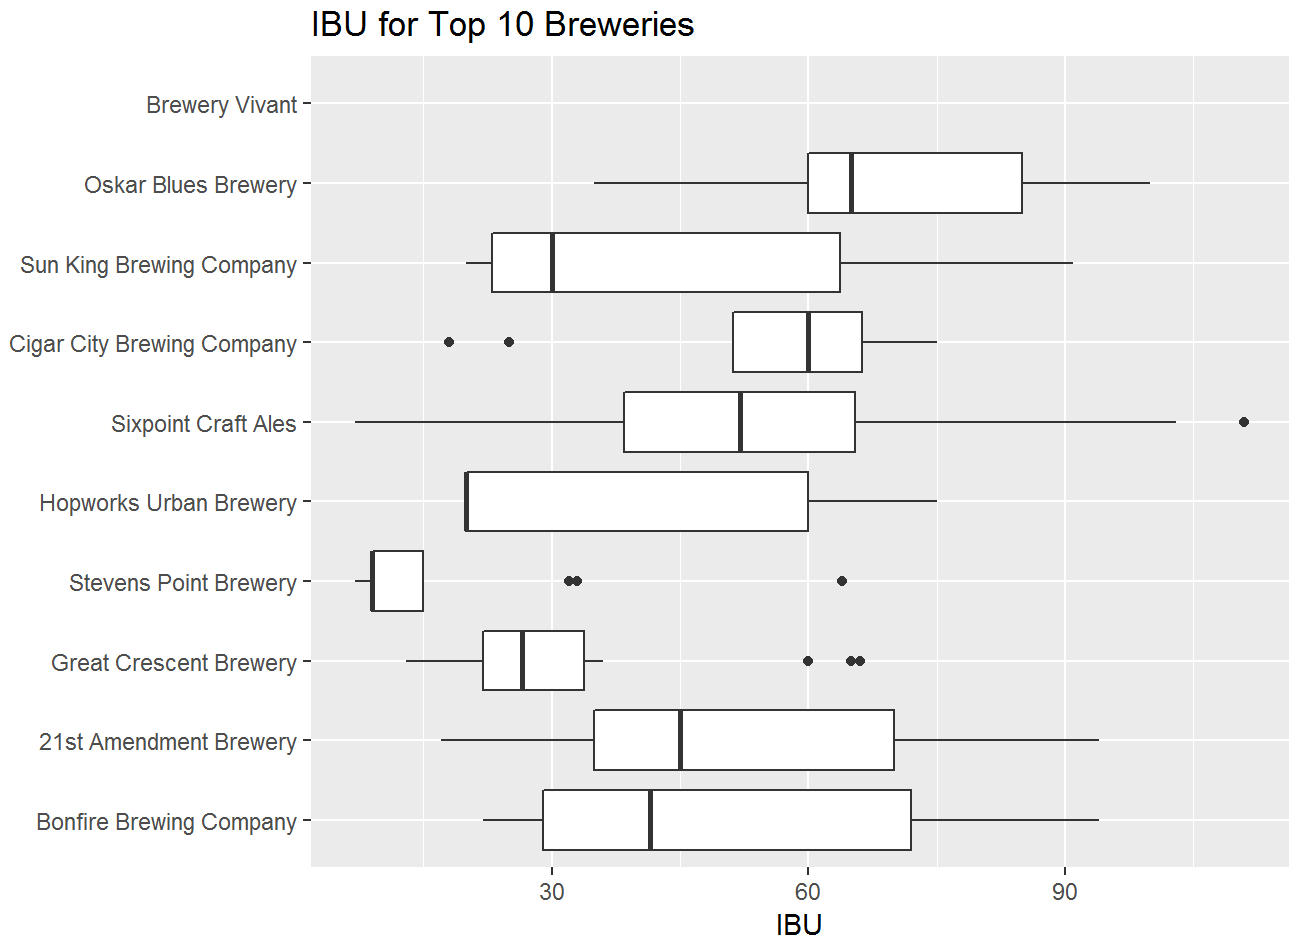 IBU for Top 10 Breweries
Brewery Vivant
Oskar Blues Brewery
Sun King Brewing Company
Cigar City Brewing Company
Sixpoint Craft Ales
Hopworks Urban Brewery
Stevens Point Brewery
Great Crescent Brewery
21st Amendment Brewery
Bonfire Brewing Company
30 60 90
IBU